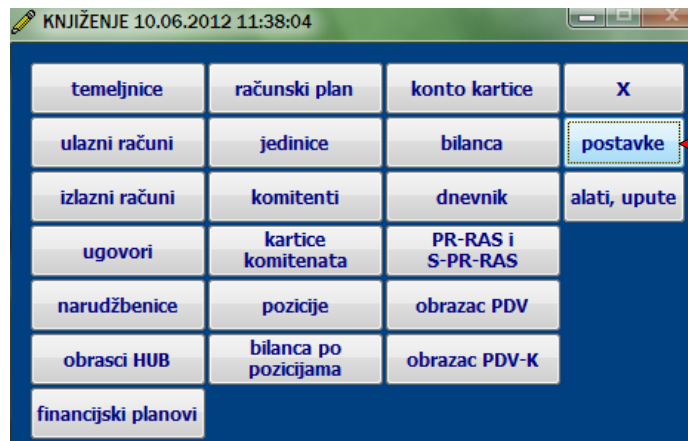 KNJIŽENJE 10.06.2012 11:38:04
temeljnice
računski plan
konto kartice
X
ulazni računi
jedinice
bilanca
postavke
izlazni računi
komitenti
dnevnik
alati, upute
ugovori
kartice
komitenata
PR-RAS i
S-PR-RAS
narudžbenice
pozicije
obrazac PDV
obrasci HUB
bilanca po
pozicijama
obrazac PDV-K
financijski planovi